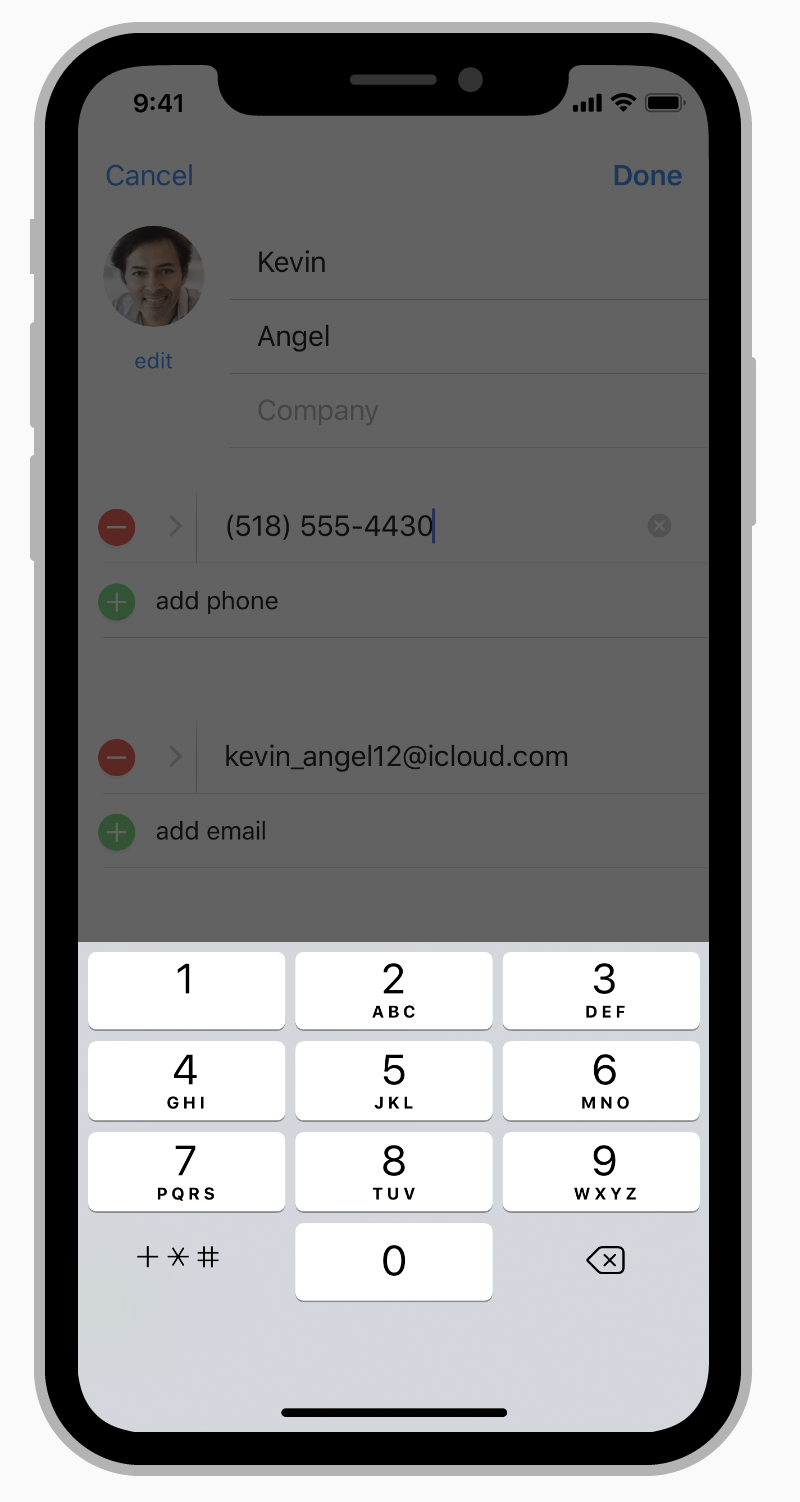 9:41
Cancel Done
Kevin
Angel
edit
Company
(518) 555-4430
add phone
kevin_angel12@icloud.com
add email
1 2 3
ABC DEF
4 5 6
GHI JKL MNO
7 8 9
PQRS TUV WXYZ
+*# 0